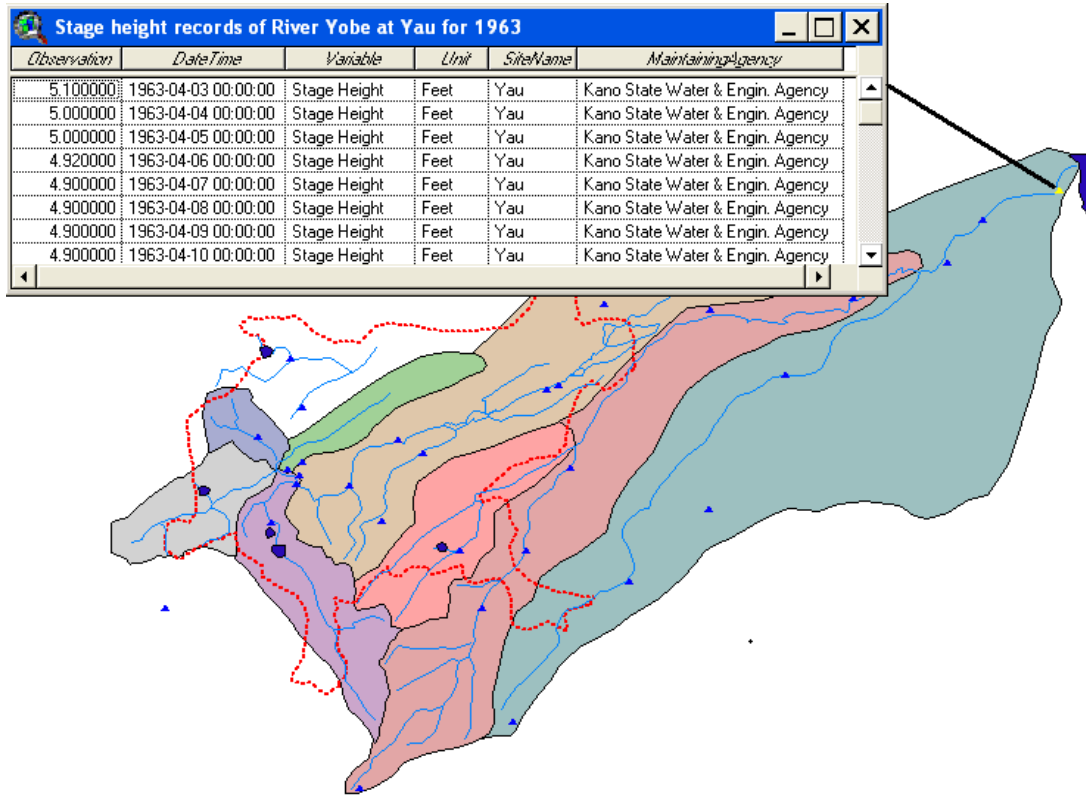 Stage height records of River Yobe at Yau for 1963
Observation DateTime Variable Unit SiteName MaintainingAgency
5.100000 1963-04-03 00:00:00 Stage Height Feet Yau Kano State Water & Engin. Agency
5.000000 1963-04-04 00:00:00 Stage Height Feet Yau Kano State Water & Engin. Agency
5.000000 1963-04-05 00:00:00 Stage Height Feet Yau Kano State Water & Engin. Agency
4.920000 1963-04-06 00:00:00 Stage Height Feet Yau Kano State Water & Engin. Agency
4.900000 1963-04-07 00:00:00 Stage Height Feet Yau Kano State Water & Engin. Agency
4.900000 1963-04-08 00:00:00 Stage Height Feet Yau Kano State Water & Engin. Agency
4.900000 1963-04-09 00:00:00 Stage Height Feet Yau Kano State Water & Engin. Agency
4.900000 1963-04-10 00:00:00 Stage Height Feet Yau Kano State Water & Engin. Agency